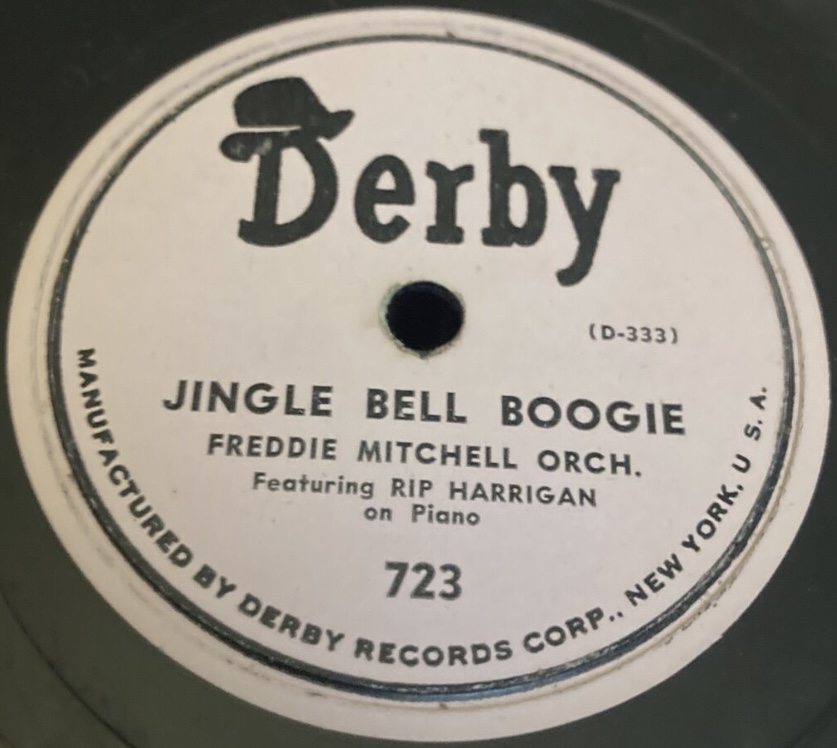 Derby
(D-333)
JINGLE BELL BOOGIE
FREDDIE MITCHELL ORCH.
Featuring RIP HARRIGAN
on Piano
723
MANUFACTURED BY DERBY RECORDS CORP., NEW YORK, U. S. A.